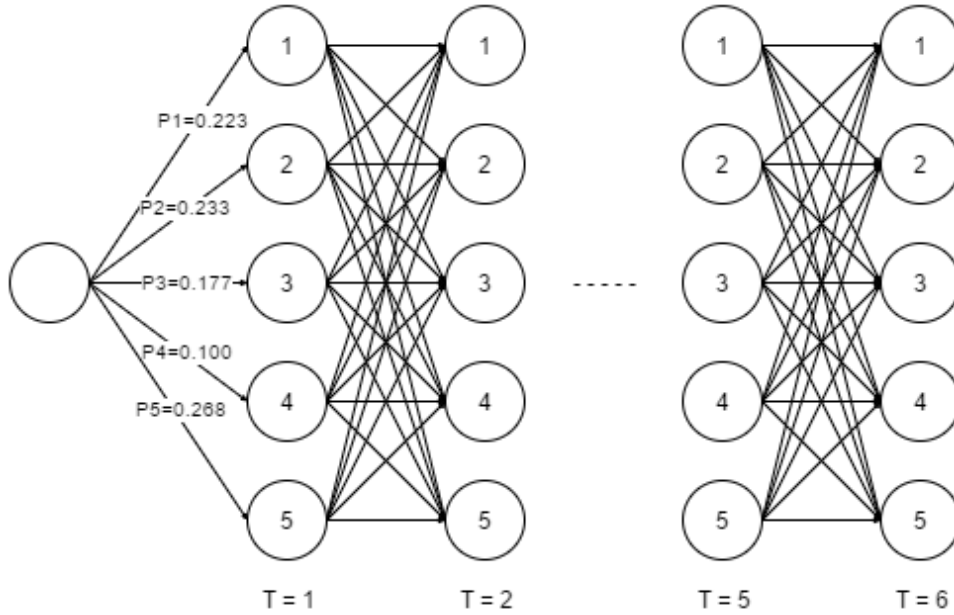 1
1
1
1
P1=0.223
2
2
2
2
P2=0.233
P3=0.177
3
3
- - - - -
3
3
P4=0.100
4
4
4
4
P5=0.268
5
5
5
5
T = 1
T = 2
T = 5
T = 6